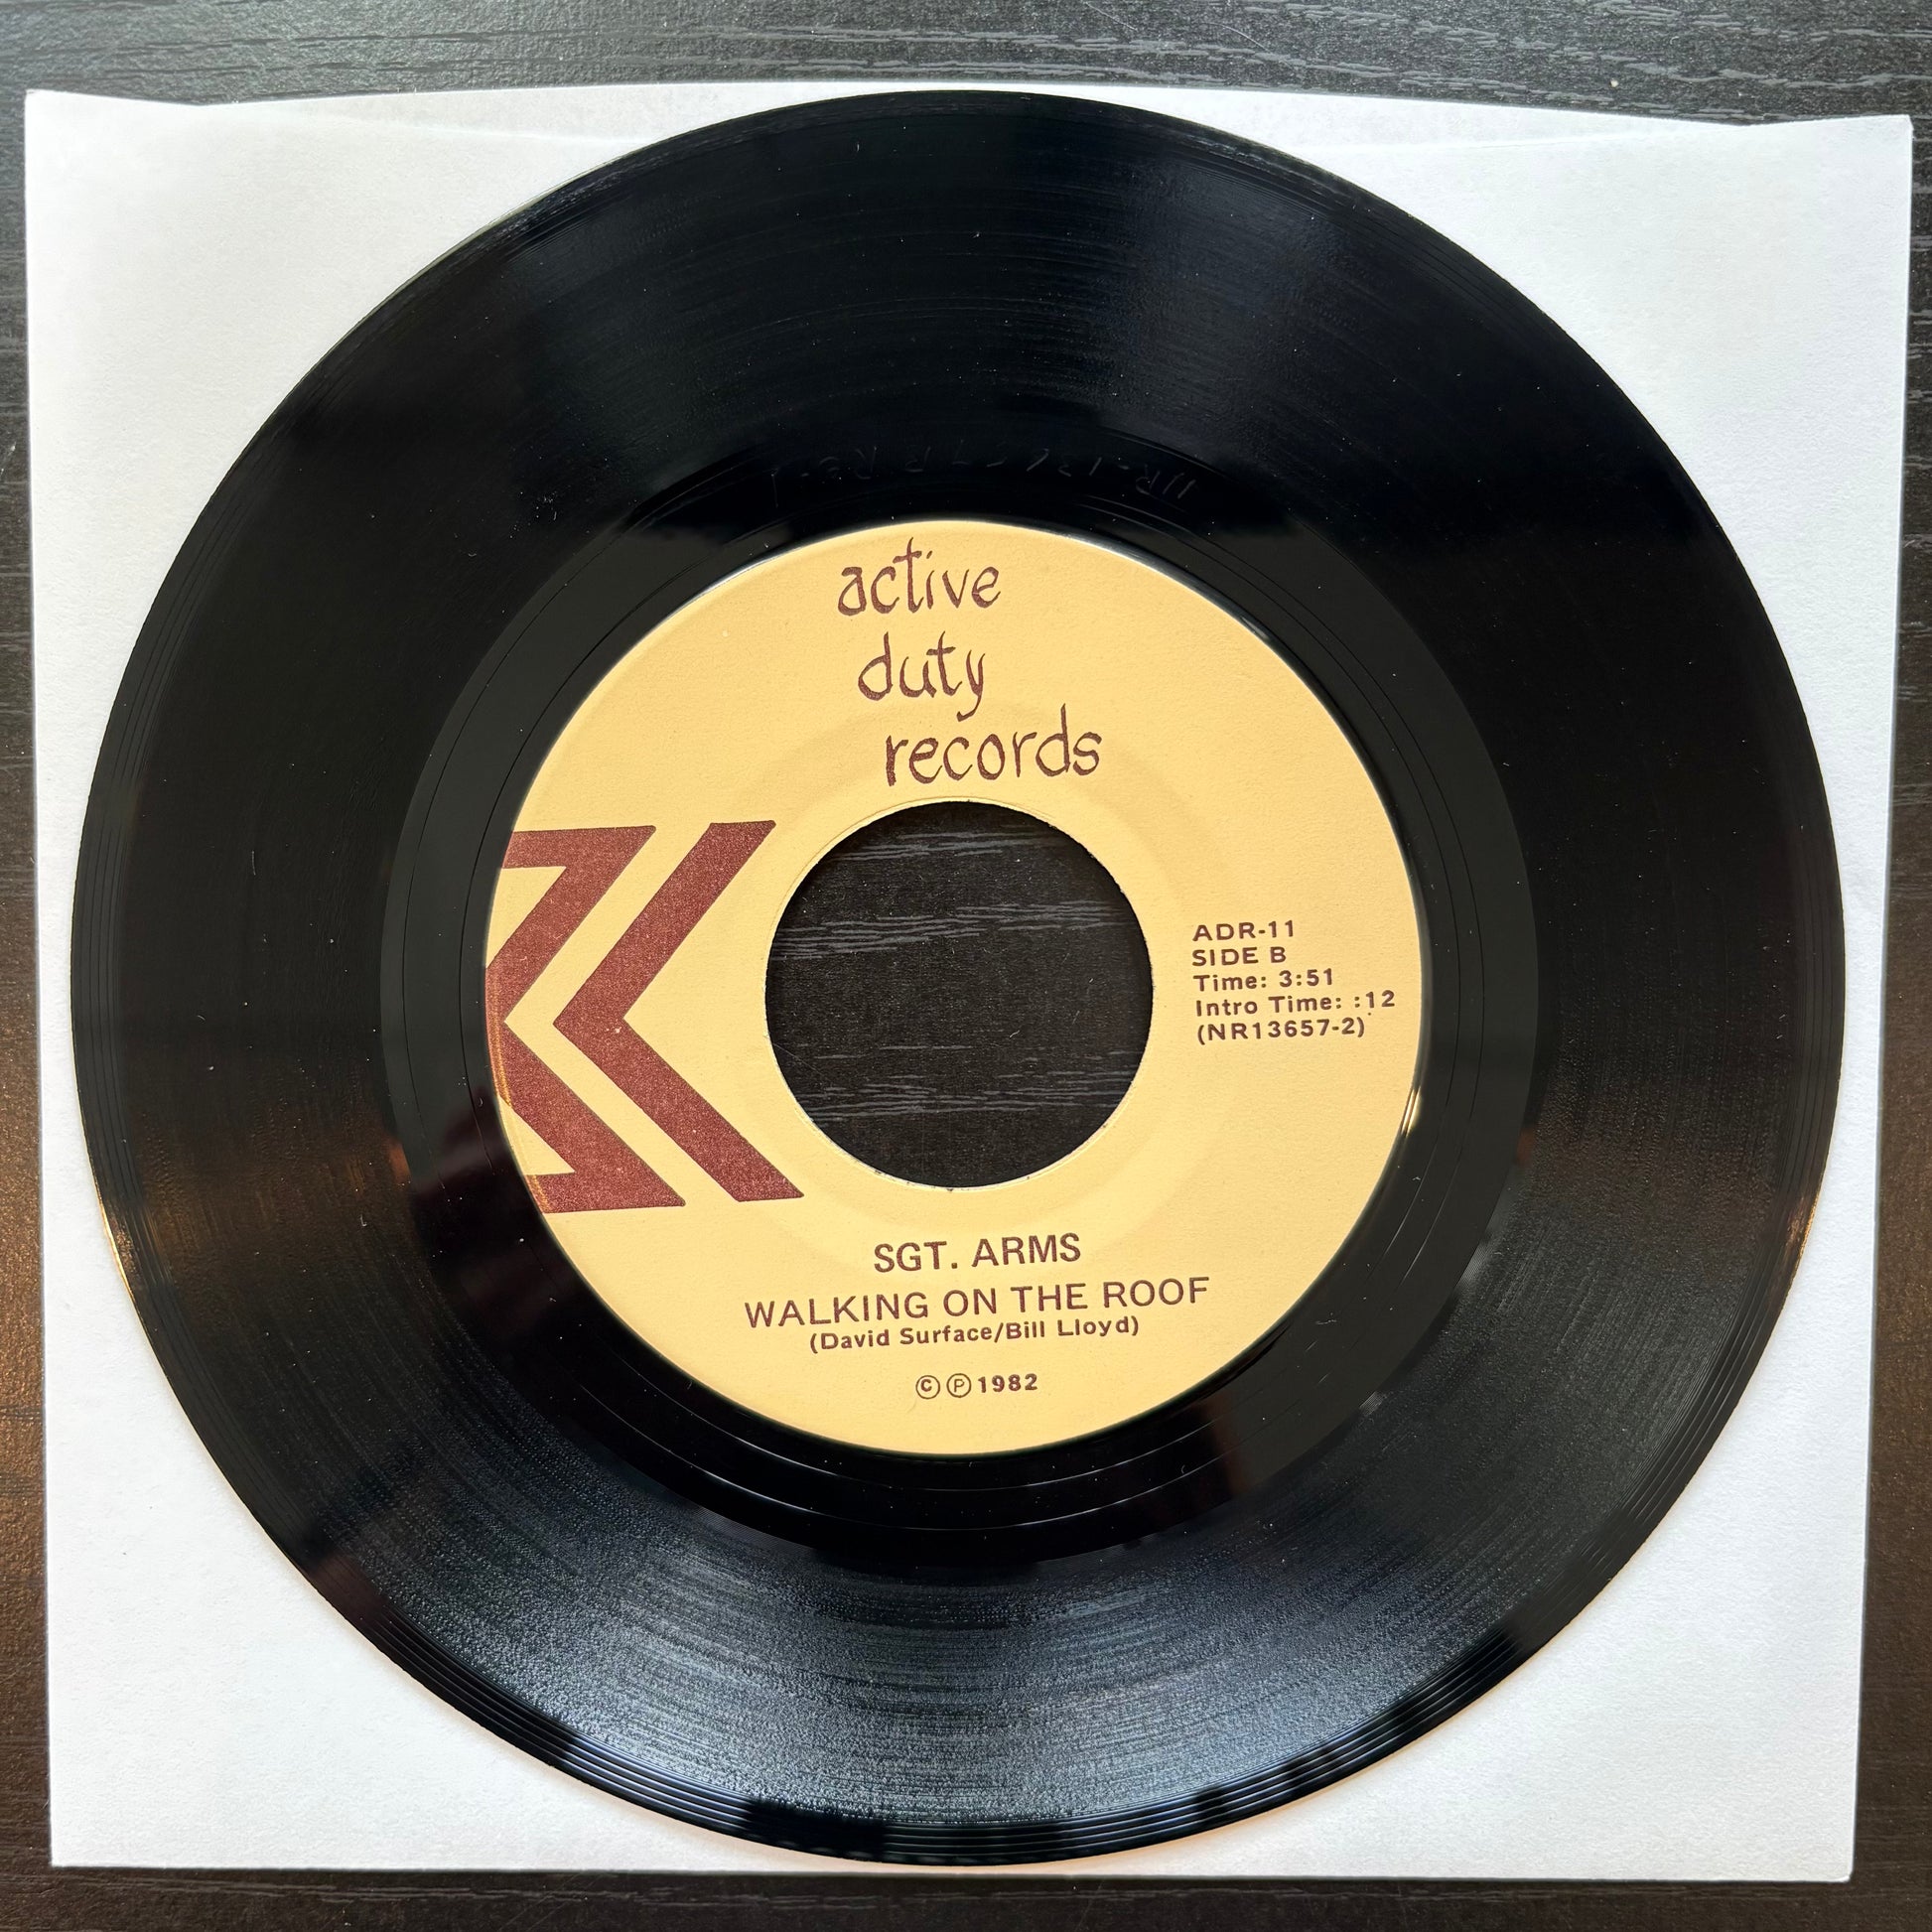 active
duty
records
ADR-11
SIDE B
Time: 3:51
Intro Time: :12
(NR13657-2)
SGT. ARMS
WALKING ON THE ROOF
(David Surface/Bill Lloyd)
©℗1982